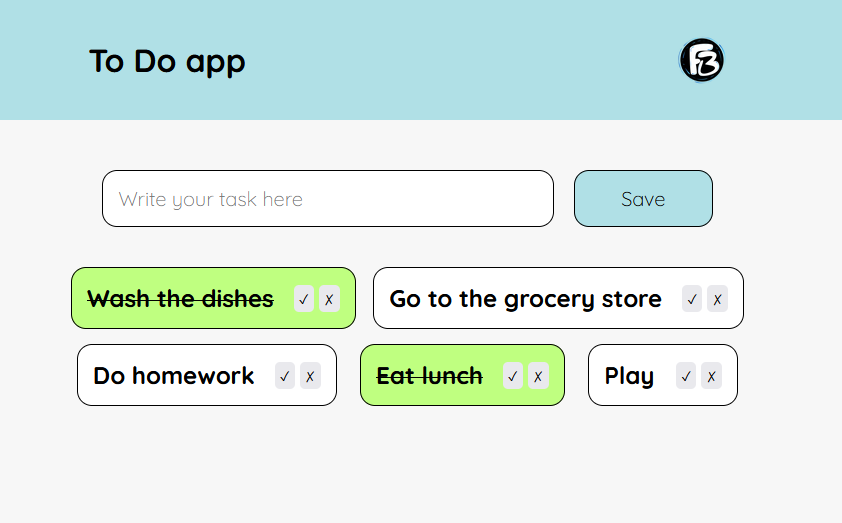 To Do app
FB
Write your task here
Save
Wash the dishes ✓ ✗
Go to the grocery store ✓ ✗
Do homework ✓ ✗
Eat lunch ✓ ✗
Play ✓ ✗